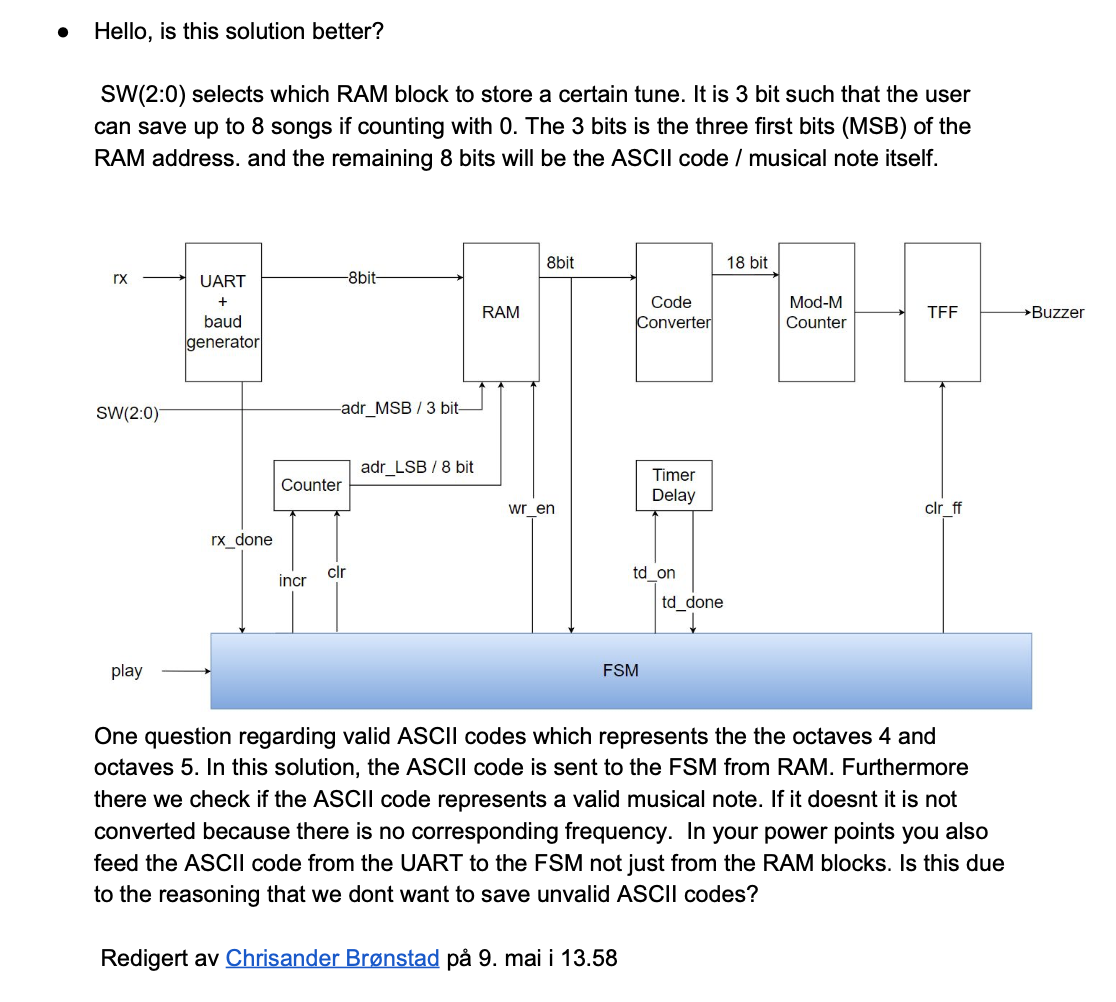 ● Hello, is this solution better?
SW(2:0) selects which RAM block to store a certain tune. It is 3 bit such that the user
can save up to 8 songs if counting with 0. The 3 bits is the three first bits (MSB) of the
RAM address. and the remaining 8 bits will be the ASCII code / musical note itself.
8bit
18 bit
rx
UART
+
baud
generator
8bit
RAM
Code
Converter
Mod-M
Counter
TFF
Buzzer
SW(2:0)
adr_MSB / 3 bit
adr_LSB / 8 bit
Counter
Timer
Delay
wr_en
clr_ff
rx_done
incr
clr
td_on
td_done
play
FSM
One question regarding valid ASCII codes which represents the the octaves 4 and
octaves 5. In this solution, the ASCII code is sent to the FSM from RAM. Furthermore
there we check if the ASCII code represents a valid musical note. If it doesnt it is not
converted because there is no corresponding frequency.  In your power points you also
feed the ASCII code from the UART to the FSM not just from the RAM blocks. Is this due
to the reasoning that we dont want to save unvalid ASCII codes?
Redigert av Chrisander Brønstad på 9. mai i 13.58